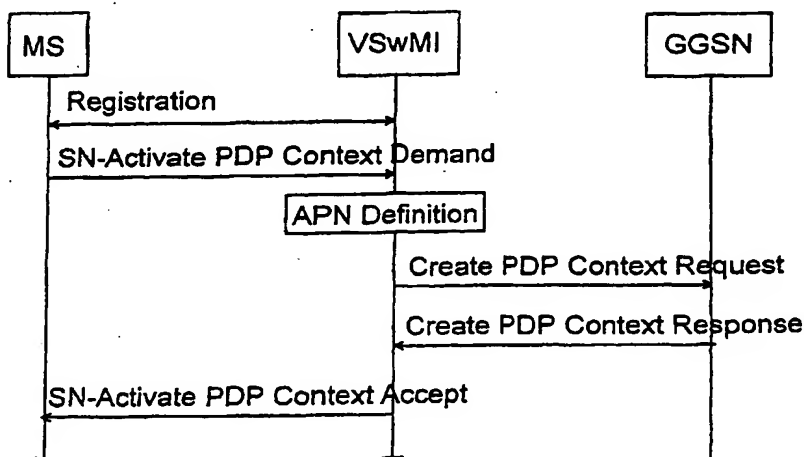 MS VSwMI GGSN
Registration
SN-Activate PDP Context Demand
APN Definition
Create PDP Context Request
Create PDP Context Response
SN-Activate PDP Context Accept